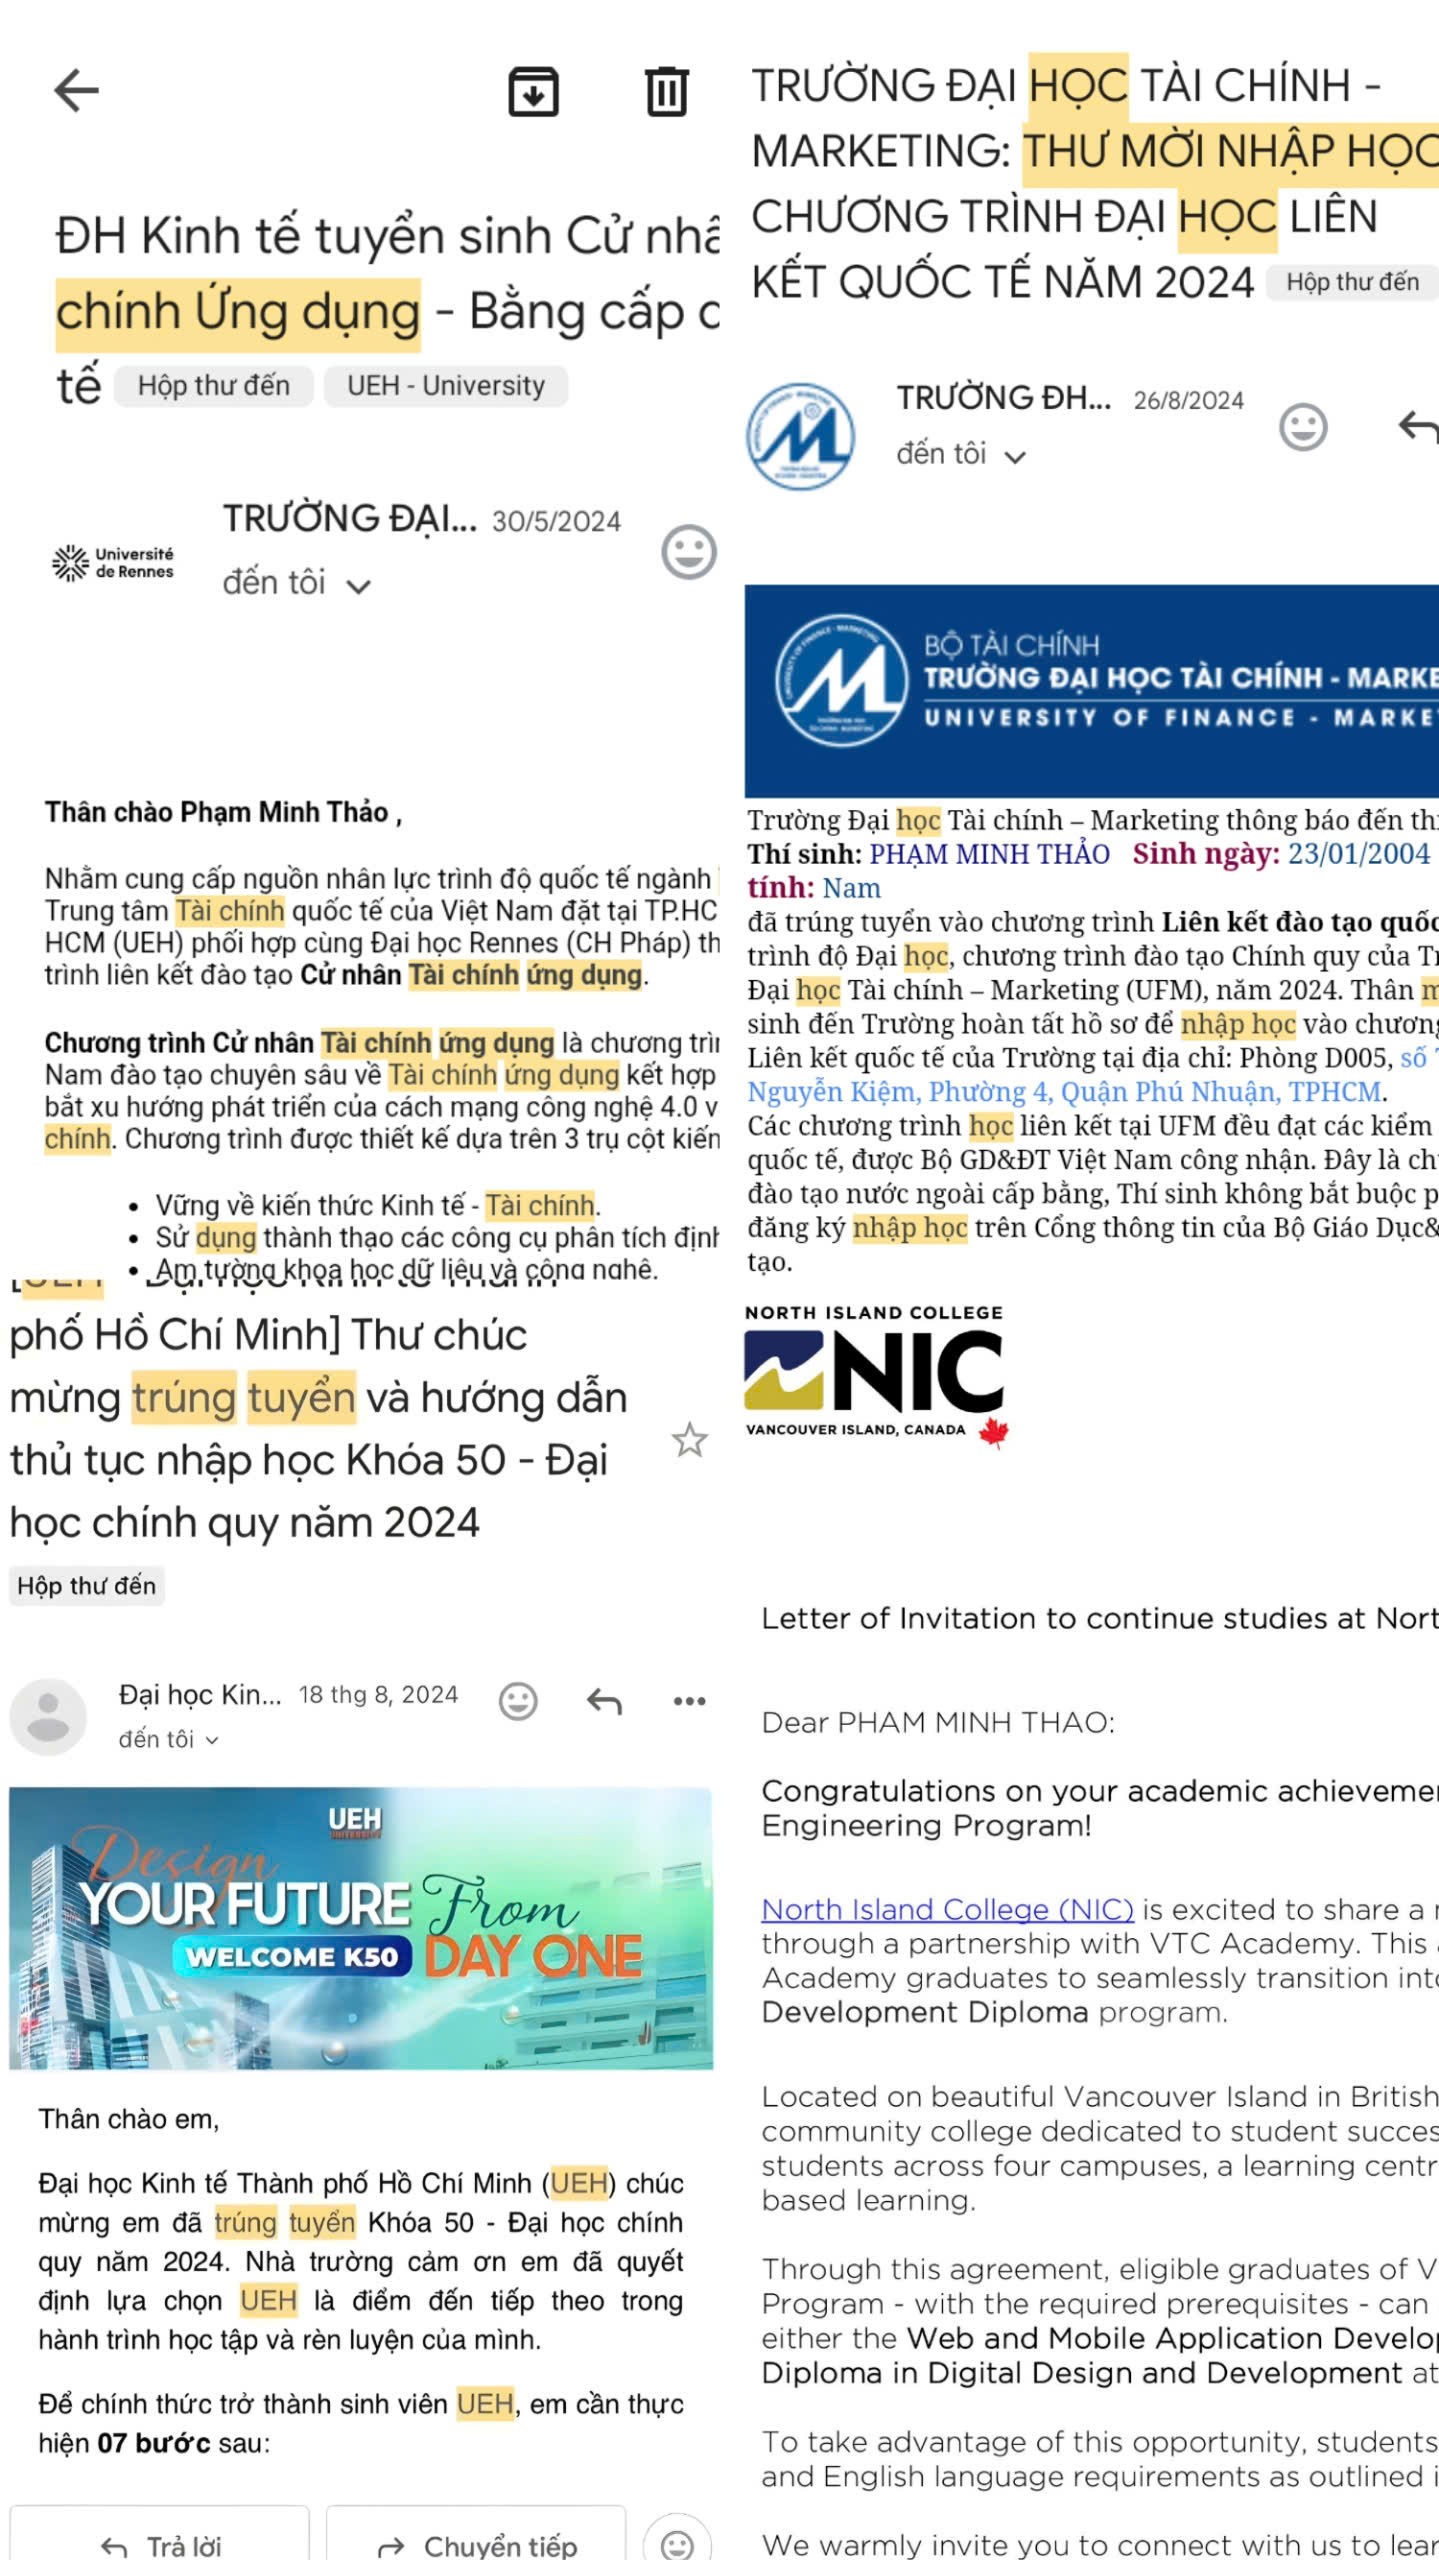 ĐH Kinh tế tuyển sinh Cử
chính Ứng dụng - Bằng cấp
tế Hộp thư đến UEH - University
Université
de Rennes
TRƯỜNG ĐẠI... 30/5/2024
đến tôi
Thân chào Phạm Minh Thảo ,
Nhằm cung cấp nguồn nhân lực trình độ quốc tế ngành
Trung tâm Tài chính quốc tế của Việt Nam đặt tại TP.HC
HCM (UEH) phối hợp cùng Đại học Rennes (CH Pháp)
trình liên kết đào tạo Cử nhân Tài chính ứng dụng.
Chương trình Cử nhân Tài chính ứng dụng là chương
Nam đào tạo chuyên sâu về Tài chính ứng dụng kết hợp
bắt xu hướng phát triển của cách mạng công nghệ 4.0
chính. Chương trình được thiết kế dựa trên 3 trụ cột kiến
• Vững về kiến thức Kinh tế - Tài chính.
• Sử dụng thành thạo các công cụ phân tích
• Am tường khoa học dữ liệu và công nghệ.
phố Hồ Chí Minh] Thư chúc
mừng trúng tuyển và hướng dẫn
thủ tục nhập học Khóa 50 - Đại
học chính quy năm 2024
Hộp thư đến
Đại học Kin... 18 thg 8, 2024
đến tôi
UEH
UNIVERSITY
Design
YOUR FUTURE From
WELCOME K50 DAY ONE
Thân chào em,
Đại học Kinh tế Thành phố Hồ Chí Minh (UEH) chúc
mừng em đã trúng tuyển Khóa 50 - Đại học chính
quy năm 2024. Nhà trường cảm ơn em đã quyết
định lựa chọn UEH là điểm đến tiếp theo trong
hành trình học tập và rèn luyện của mình.
Để chính thức trở thành sinh viên UEH, em cần thực
hiện 07 bước sau:
Trả lời Chuyển tiếp
TRƯỜNG ĐẠI HỌC TÀI CHÍNH -
MARKETING: THƯ MỜI NHẬP HỌC
CHƯƠNG TRÌNH ĐẠI HỌC LIÊN
KẾT QUỐC TẾ NĂM 2024 Hộp thư đến
TRƯỜNG ĐH... 26/8/2024
đến tôi
BỘ TÀI CHÍNH
TRƯỜNG ĐẠI HỌC TÀI CHÍNH - MARKE
UNIVERSITY OF FINANCE - MARKE
Trường Đại học Tài chính – Marketing thông báo đến
Thí sinh: PHẠM MINH THẢO Sinh ngày: 23/01/2004
tính: Nam
đã trúng tuyển vào chương trình Liên kết đào tạo quốc
trình độ Đại học, chương trình đào tạo Chính quy của
Đại học Tài chính – Marketing (UFM), năm 2024. Thân
sinh đến Trường hoàn tất hồ sơ để nhập học vào chương
Liên kết quốc tế của Trường tại địa chỉ: Phòng D005, số
Nguyễn Kiệm, Phường 4, Quận Phú Nhuận, TPHCM.
Các chương trình học liên kết tại UFM đều đạt các kiểm
quốc tế, được Bộ GD&ĐT Việt Nam công nhận. Đây là
đào tạo nước ngoài cấp bằng, Thí sinh không bắt buộc
đăng ký nhập học trên Cổng thông tin của Bộ Giáo Dục&
tạo.
NORTH ISLAND COLLEGE
NIC
VANCOUVER ISLAND, CANADA
Letter of Invitation to continue studies at Nort
Dear PHAM MINH THAO:
Congratulations on your academic achieveme
Engineering Program!
North Island College (NIC) is excited to share a
through a partnership with VTC Academy. This
Academy graduates to seamlessly transition into
Development Diploma program.
Located on beautiful Vancouver Island in British
community college dedicated to student succes
students across four campuses, a learning centr
based learning.
Through this agreement, eligible graduates of V
Program - with the required prerequisites - can
either the Web and Mobile Application Develop
Diploma in Digital Design and Development at
To take advantage of this opportunity, students
and English language requirements as outlined
We warmly invite you to connect with us to lear